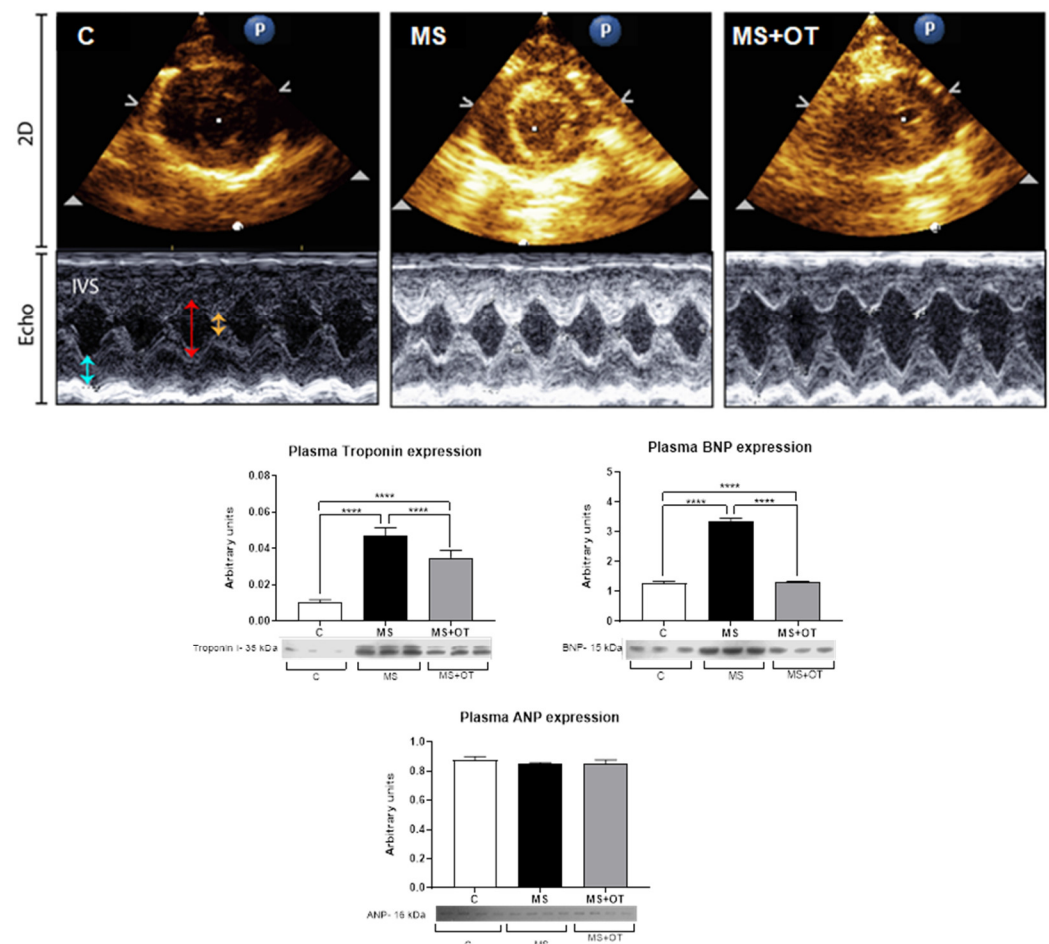 C
P
MS
P
MS+OT
P
2D
IVS
Echo
Plasma Troponin expression
Arbitrary units
0.08
0.06
0.04
0.02
0.00
****
****
****
C
MS
MS+OT
Troponin I- 35 kDa
C
MS
MS+OT
Plasma BNP expression
Arbitrary units
5
4
3
2
1
0
****
****
****
C
MS
MS+OT
BNP- 15 kDa
C
MS
MS+OT
Plasma ANP expression
Arbitrary units
1.0
0.8
0.6
0.4
0.2
0.0
C
MS
MS+OT
ANP- 16 kDa
C
MS
MS+OT